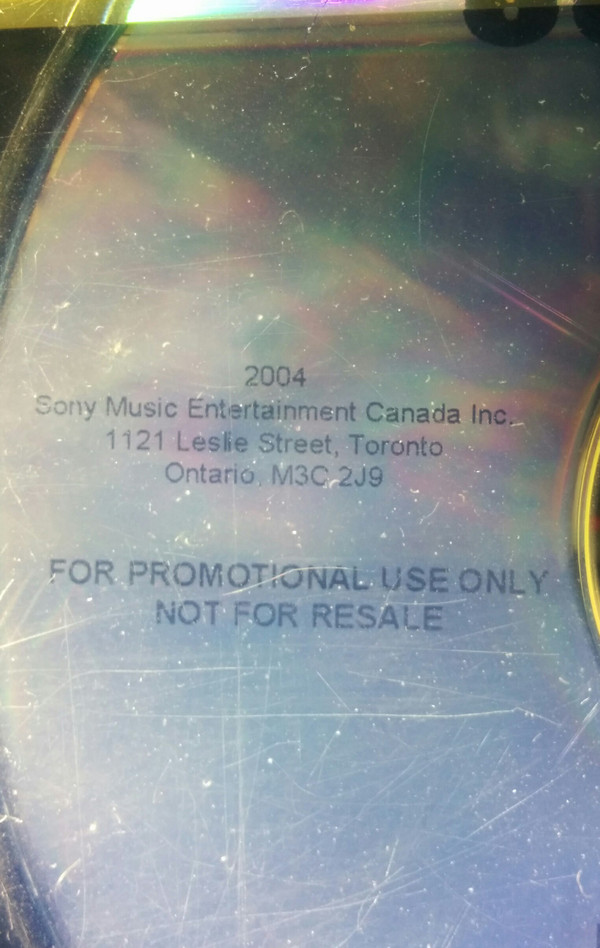 2004
Sony Music Entertainment Canada Inc.
1121 Leslie Street, Toronto
Ontario, M3C 2J9
FOR PROMOTIONAL USE ONLY
NOT FOR RESALE